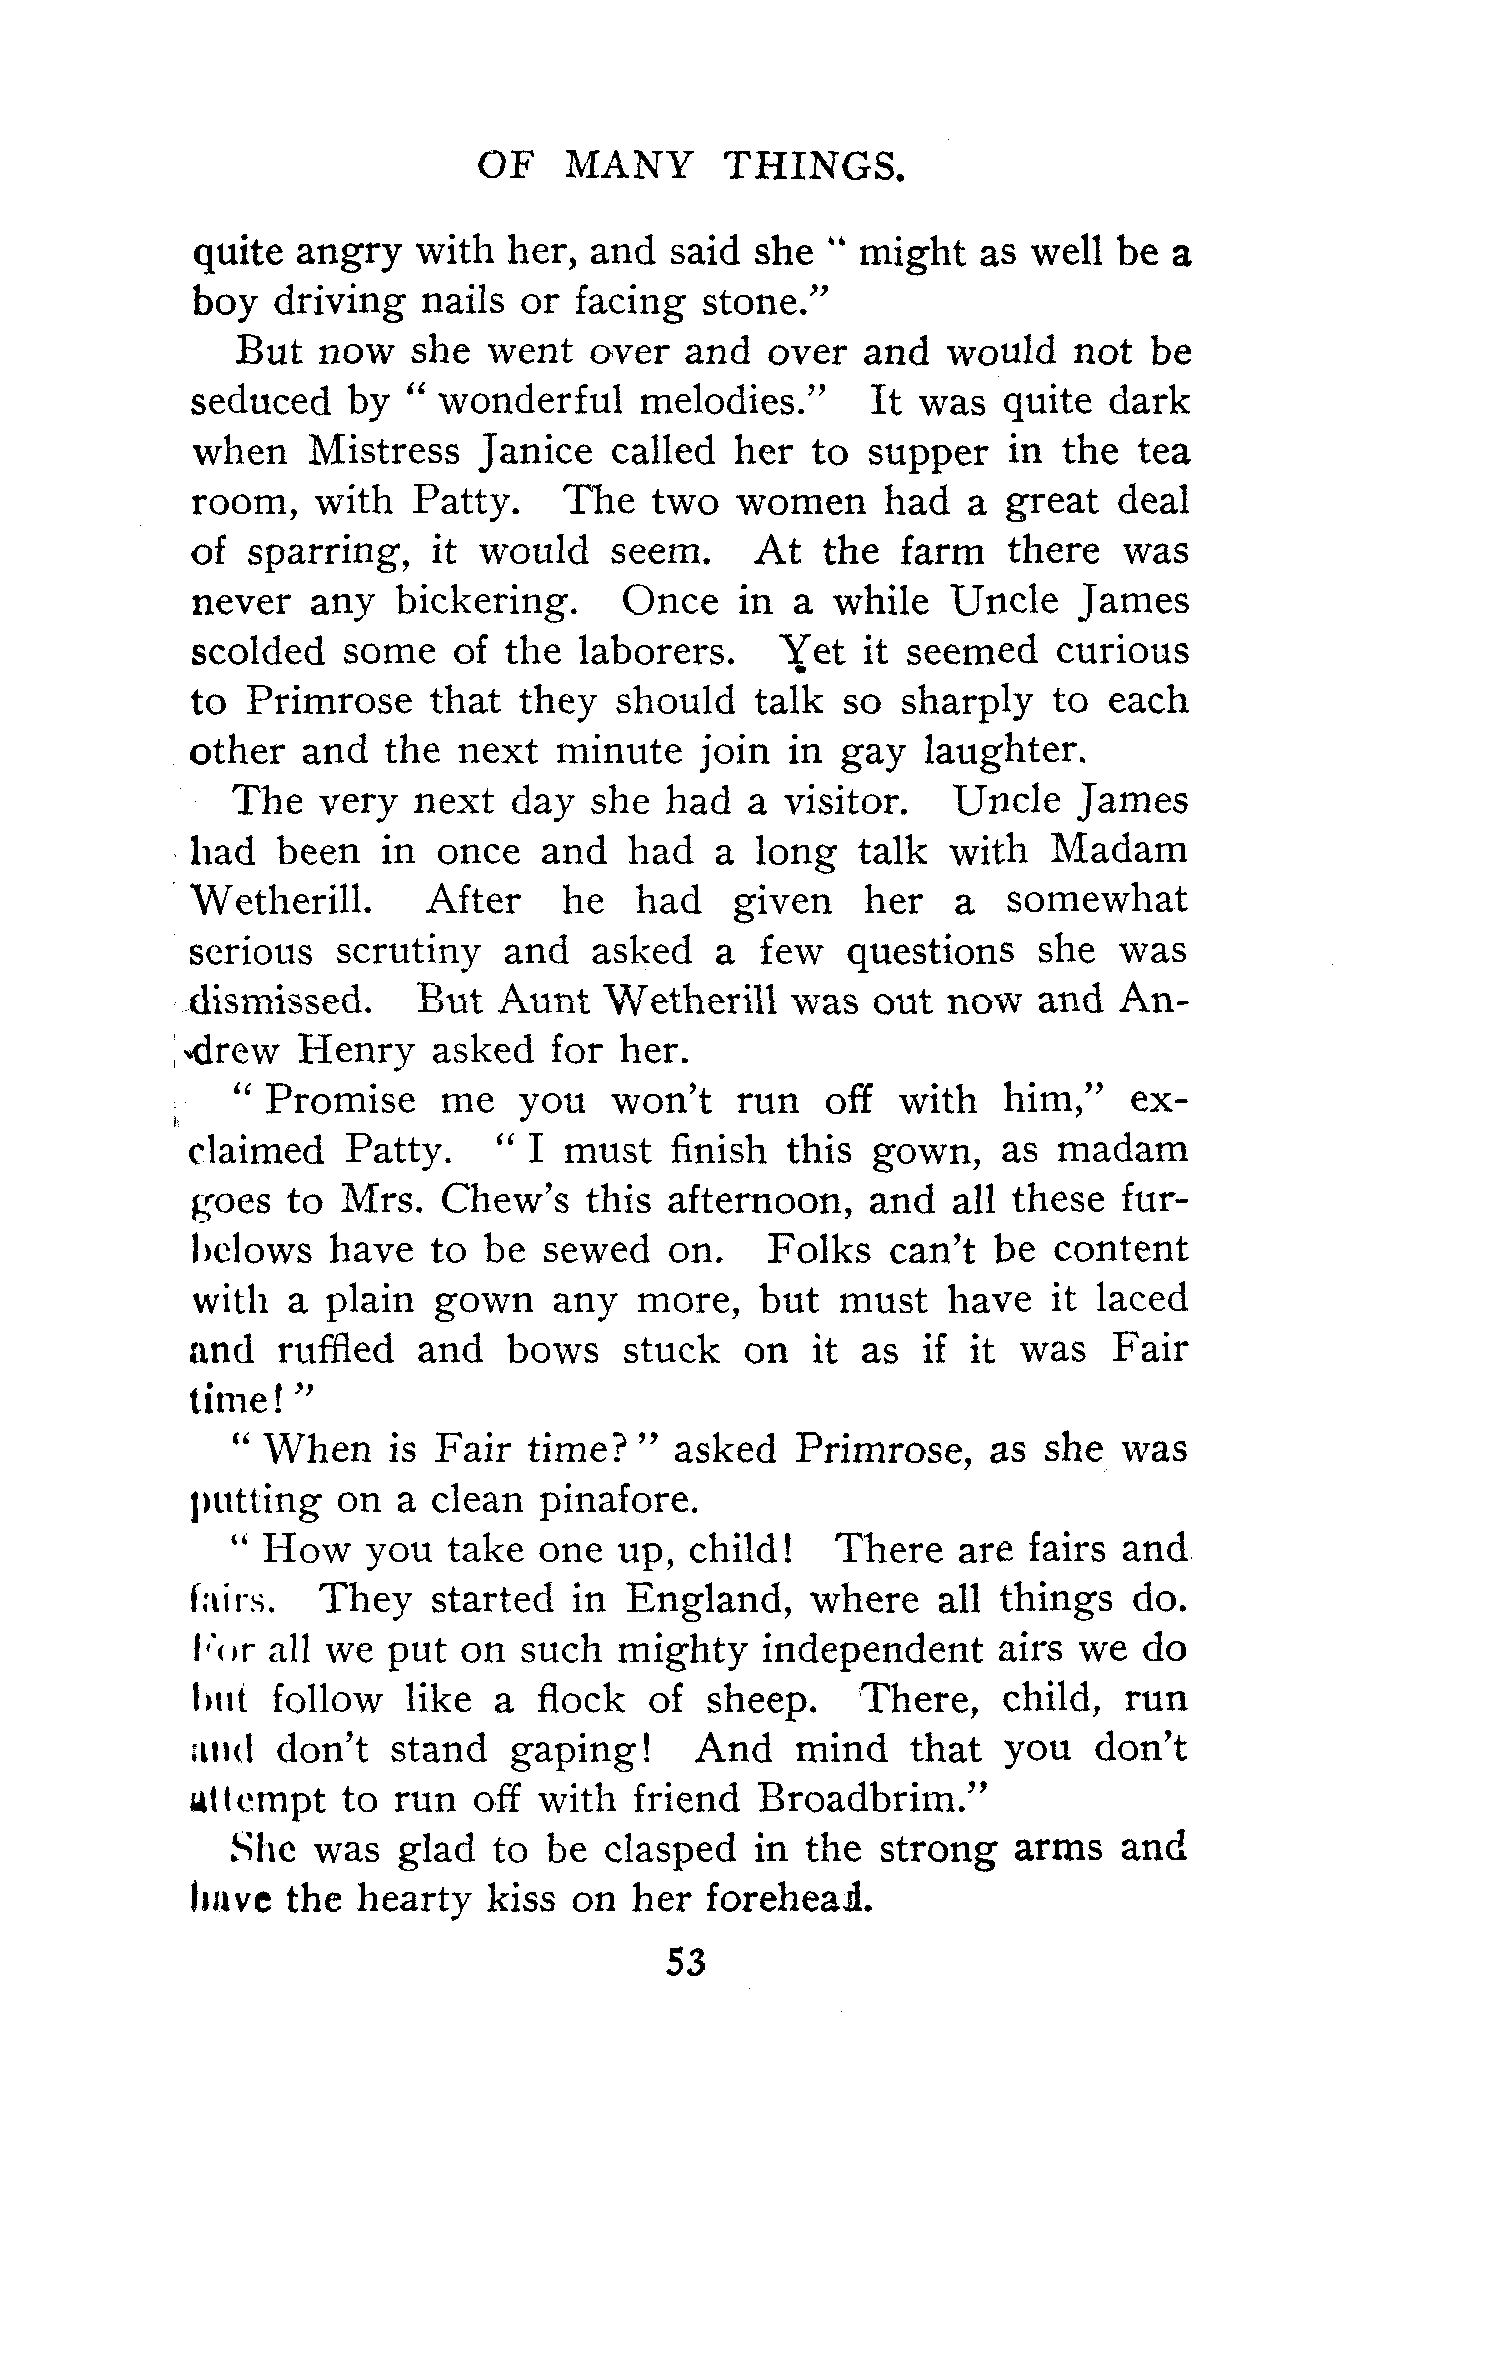 OF MANY THINGS.
quite angry with her, and said she " might as well be a
boy driving nails or facing stone."
But now she went over and over and would not be
seduced by " wonderful melodies." It was quite dark
when Mistress Janice called her to supper in the tea
room, with Patty. The two women had a great deal
of sparring, it would seem. At the farm there was
never any bickering. Once in a while Uncle James
scolded some of the laborers. Yet it seemed curious
to Primrose that they should talk so sharply to each
other and the next minute join in gay laughter.
The very next day she had a visitor. Uncle James
had been in once and had a long talk with Madam
Wetherill. After he had given her a somewhat
serious scrutiny and asked a few questions she was
dismissed. But Aunt Wetherill was out now and An-
drew Henry asked for her.
" Promise me you won't run off with him," ex-
claimed Patty. " I must finish this gown, as madam
goes to Mrs. Chew's this afternoon, and all these fur-
belows have to be sewed on. Folks can't be content
with a plain gown any more, but must have it laced
and ruffled and bows stuck on it as if it was Fair
time! "
" When is Fair time? " asked Primrose, as she was
putting on a clean pinafore.
" How you take one up, child! There are fairs and
fairs. They started in England, where all things do.
For all we put on such mighty independent airs we do
but follow like a flock of sheep. There, child, run
and don't stand gaping! And mind that you don't
attempt to run off with friend Broadbrim."
She was glad to be clasped in the strong arms and
have the hearty kiss on her forehead.
53